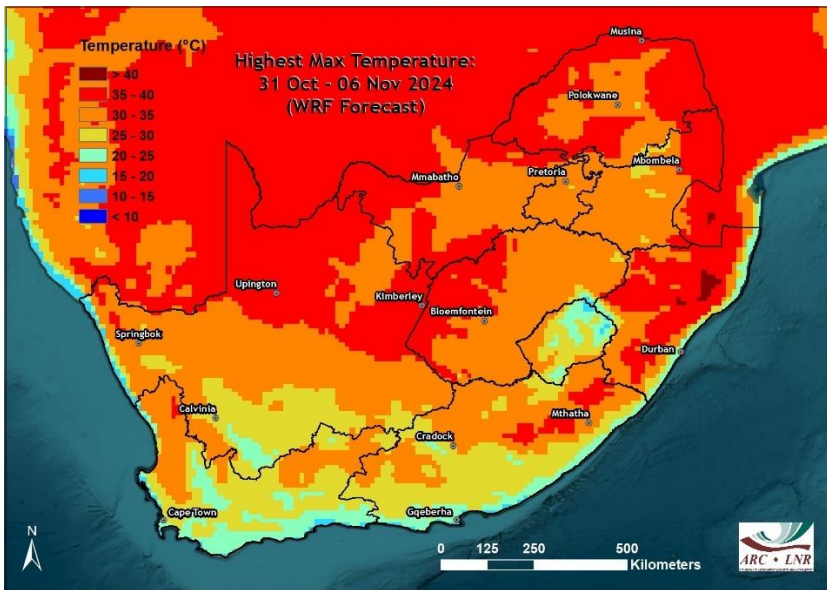 Temperature (°C)
> 40
35 - 40
30 - 35
25 - 30
20 - 25
15 - 20
10 - 15
< 10
Highest Max Temperature:
31 Oct - 06 Nov 2024
(WRF Forecast)
Musina
Polokwane
Mbombela
Pretoria
Mmabatho
Upington
Kimberley
Bloemfontein
Springbok
Durban
Calvinia
Mthatha
Cradock
Cape Town
Gqeberha
N
0 125 250 500
Kilometers
ARC • LNR